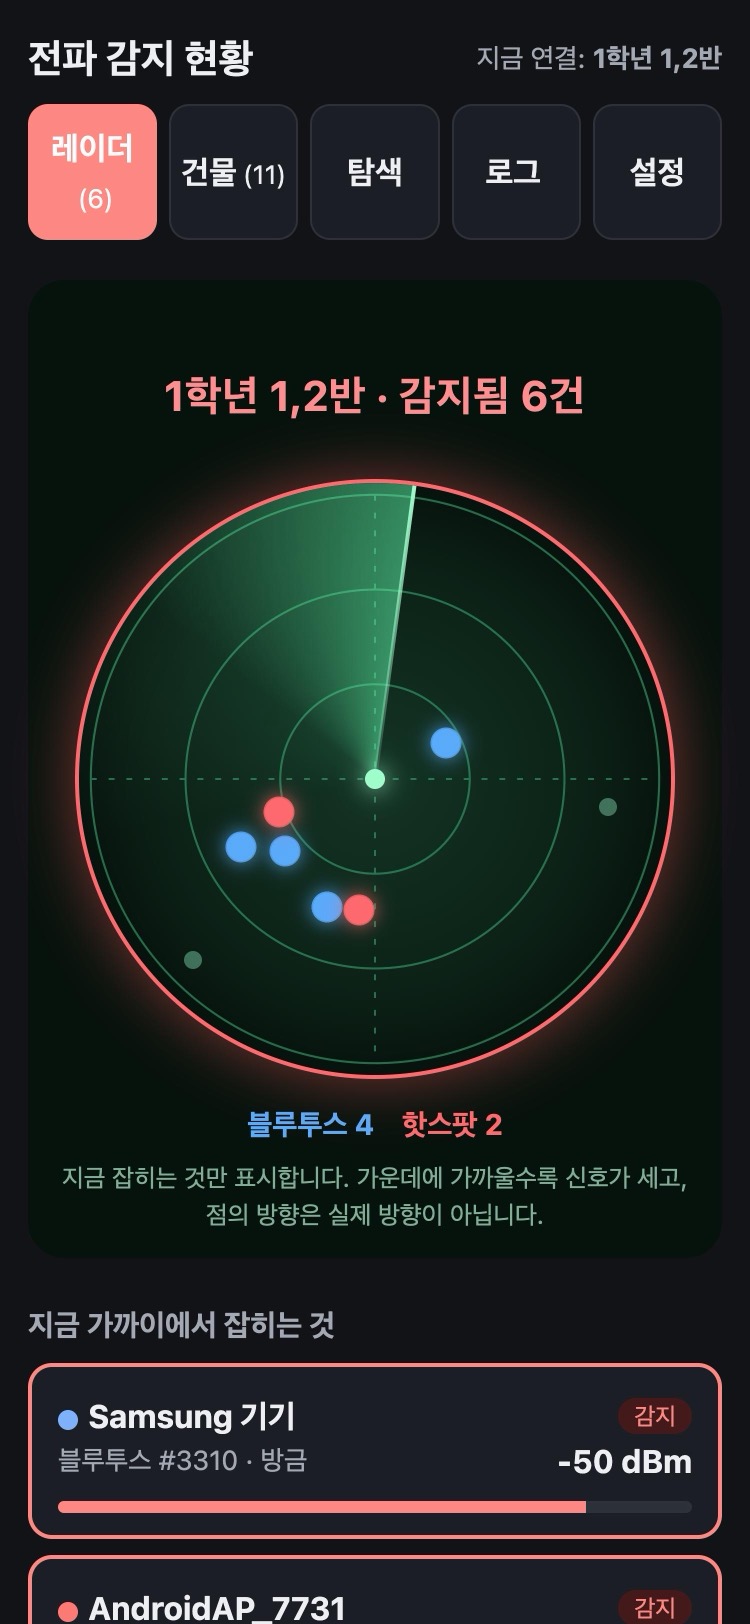 전파 감지 현황
지금 연결: 1학년 1,2반
레이더
(6)
건물 (11)
탐색
로그
설정
1학년 1,2반 · 감지됨 6건
블루투스 4 핫스팟 2
지금 잡히는 것만 표시합니다. 가운데에 가까울수록 신호가 세고,
점의 방향은 실제 방향이 아닙니다.
지금 가까이에서 잡히는 것
Samsung 기기
감지
블루투스 #3310 · 방금
-50 dBm
AndroidAP_7731
감지